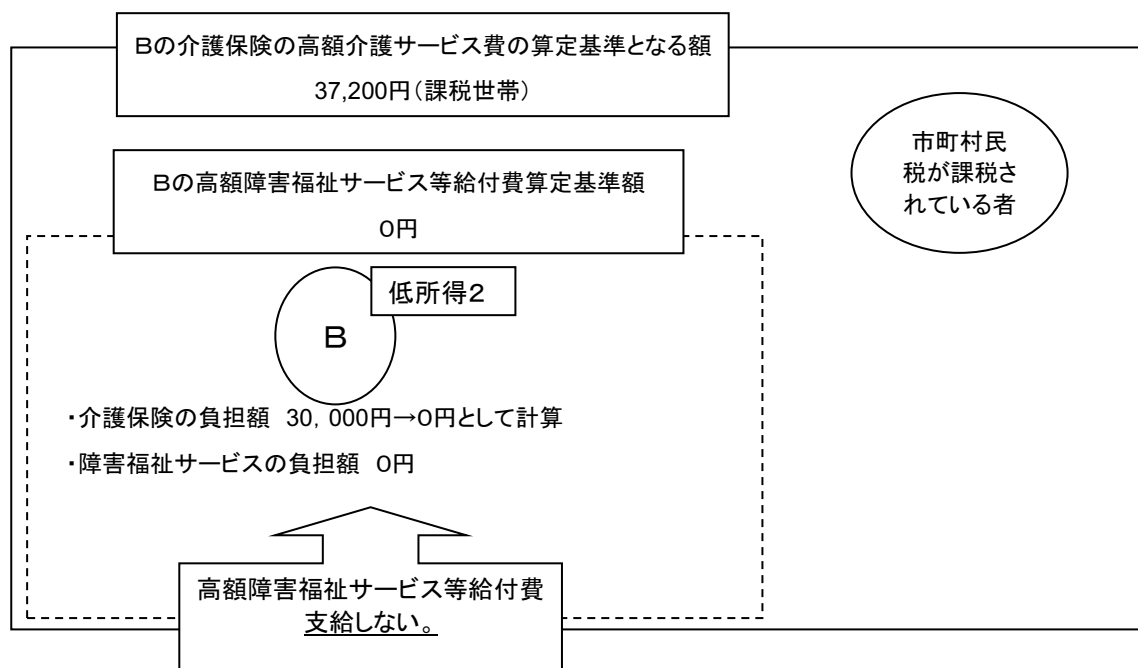 Bの介護保険の高額介護サービス費の算定基準となる額
37,200円(課税世帯)
市町村民
税が課税さ
れている者
Bの高額障害福祉サービス等給付費算定基準額
0円
低所得2
B
・介護保険の負担額 30,000円→0円として計算
・障害福祉サービスの負担額 0円
高額障害福祉サービス等給付費
支給しない。